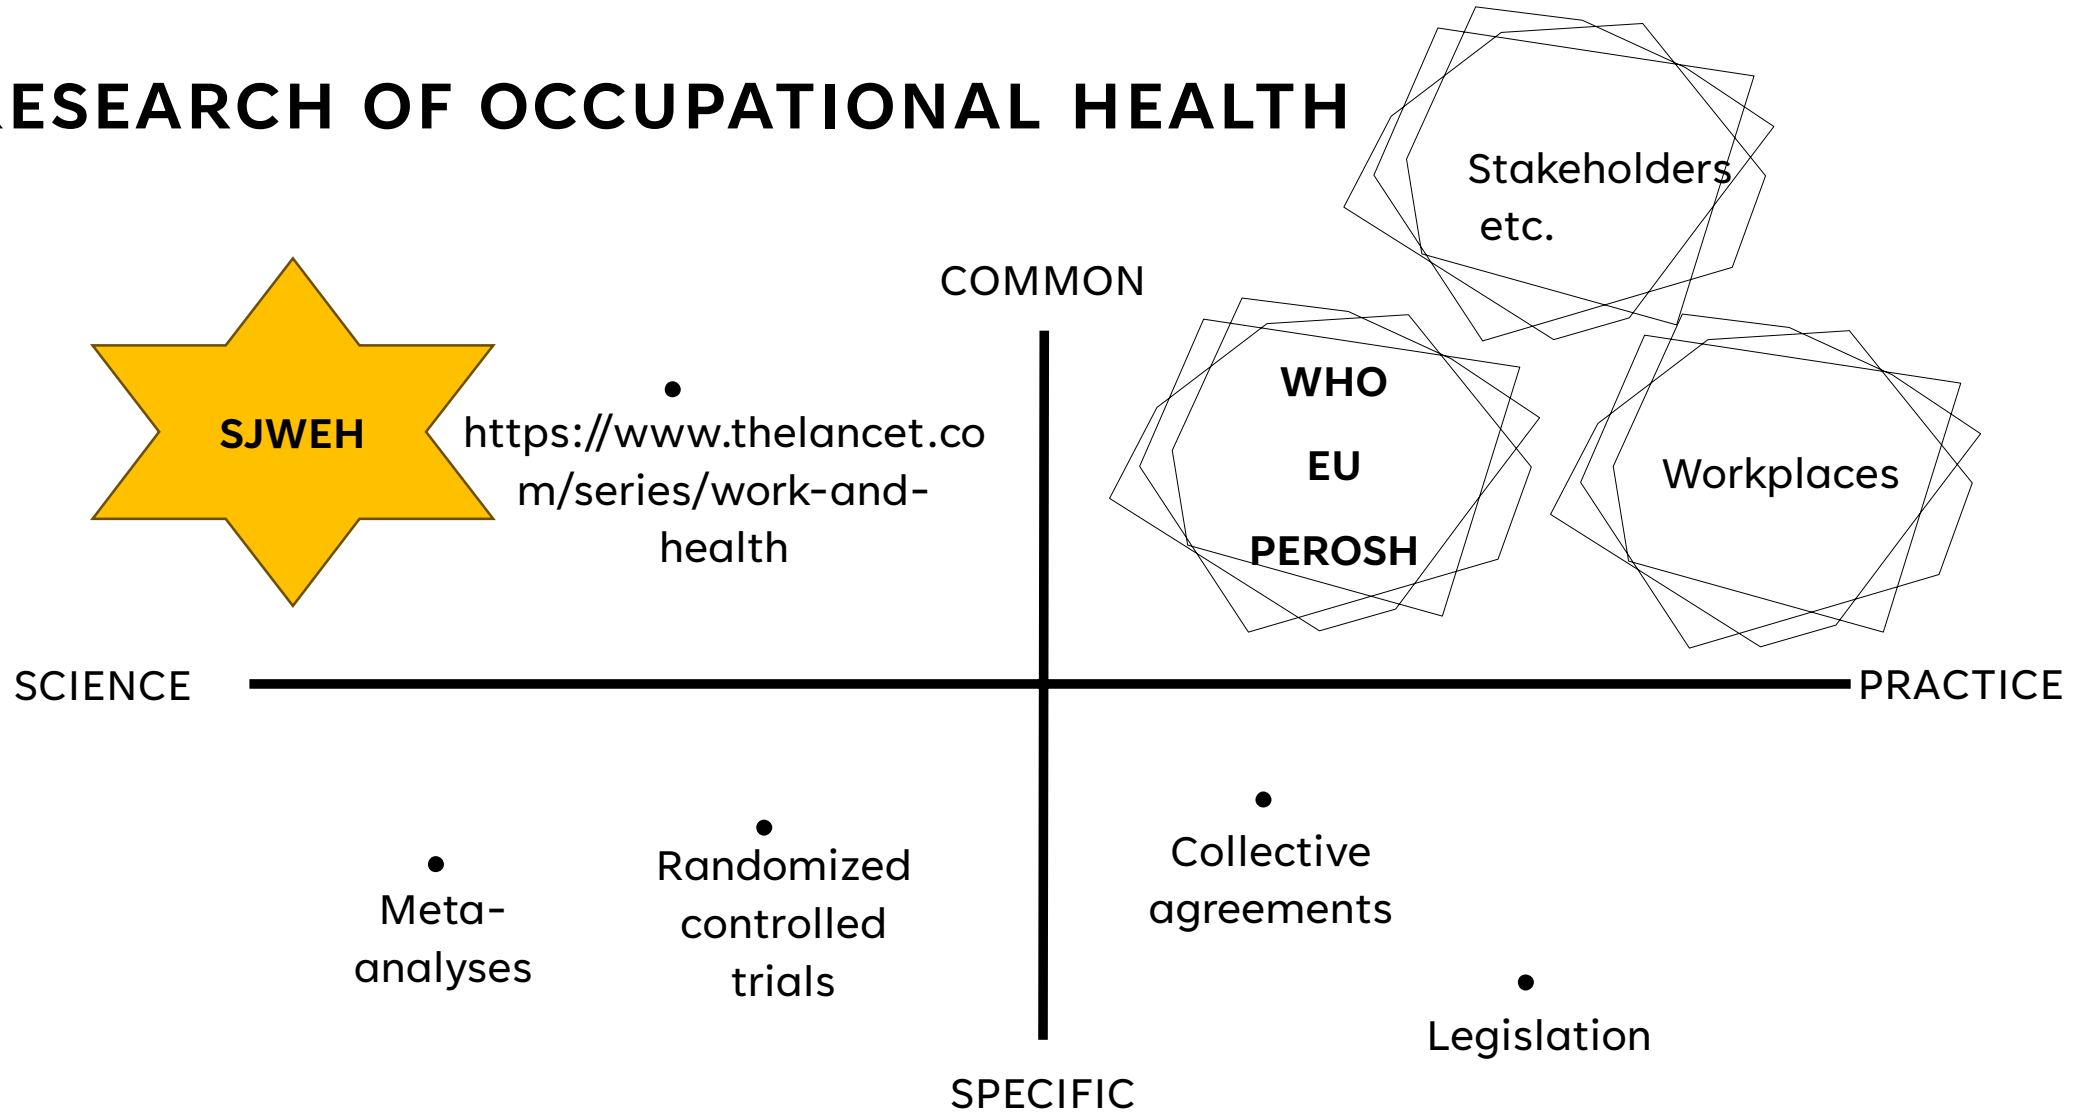 RESEARCH OF OCCUPATIONAL HEALTH
Stakeholders
etc.
COMMON
SJWEH
•
https://www.thelancet.co
m/series/work-and-
health
WHO
EU
PEROSH
Workplaces
SCIENCE
PRACTICE
•
Meta-
analyses
•
Randomized
controlled
trials
•
Collective
agreements
•
Legislation
SPECIFIC